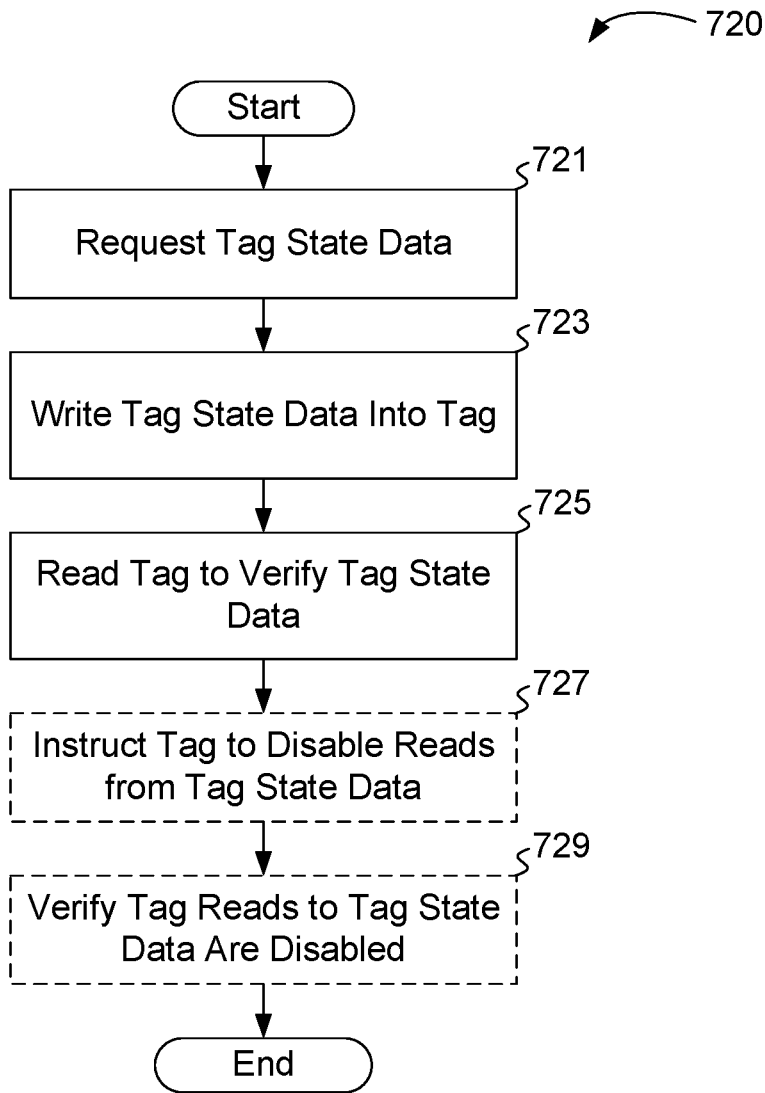 720
Start
721
Request Tag State Data
723
Write Tag State Data Into Tag
725
Read Tag to Verify Tag State
Data
727
Instruct Tag to Disable Reads
from Tag State Data
729
Verify Tag Reads to Tag State
Data Are Disabled
End